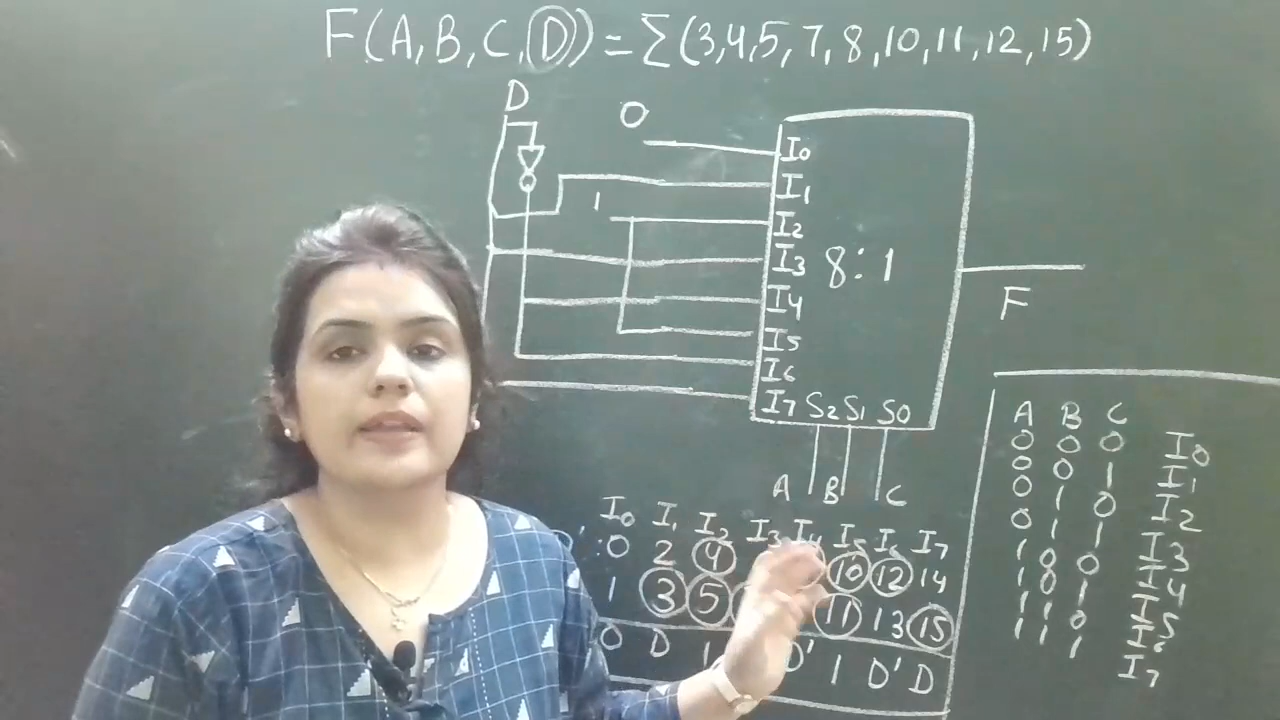 F(A,B,C,D) = ∑(3,4,5,7,8,10,11,12,15)
D 0
I0
I1
1
I2
I3 8:1
I4
F
I5
I6
I7 S2 S1 S0
A B C
I0 I1 I2 I3 I4 I5 I6 I7
0 2 4 10 12 14
1 3 5 11 13 15
0 D 1 D' 1 D' D
A B C
0 0 0 I0
0 0 1 I1
0 1 0 I2
0 1 1 I3
1 0 0 I4
1 0 1 I5
1 1 0 I6
1 1 1 I7